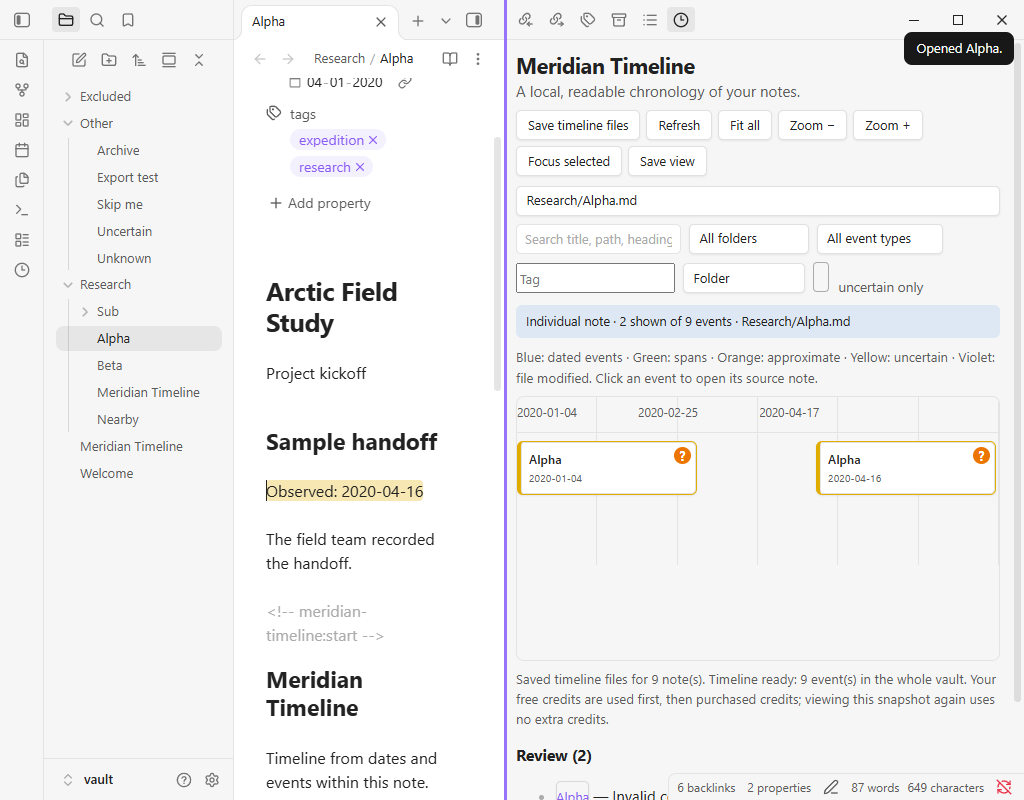 Alpha
Opened Alpha.
Excluded
Other
Archive
Export test
Skip me
Uncertain
Unknown
Research
Sub
Alpha
Beta
Meridian Timeline
Nearby
Meridian Timeline
Welcome
vault
Research / Alpha
04-01-2020
tags
expedition
research
Add property
Arctic Field
Study
Project kickoff
Sample handoff
Observed: 2020-04-16
The field team recorded
the handoff.
<!-- meridian-
timeline:start -->
Meridian
Timeline
Timeline from dates and
events within this note.
Meridian Timeline
A local, readable chronology of your notes.
Save timeline files Refresh Fit all Zoom − Zoom +
Focus selected Save view
Research/Alpha.md
Search title, path, heading All folders All event types
Tag Folder uncertain only
Individual note · 2 shown of 9 events · Research/Alpha.md
Blue: dated events · Green: spans · Orange: approximate · Yellow: uncertain · Violet:
file modified. Click an event to open its source note.
2020-01-04 2020-02-25 2020-04-17
Alpha ? Alpha ?
2020-01-04 2020-04-16
Saved timeline files for 9 note(s). Timeline ready: 9 event(s) in the whole vault. Your
free credits are used first, then purchased credits; viewing this snapshot again uses
no extra credits.
Review (2)
Alpha — Invalid
6 backlinks 2 properties 87 words 649 characters